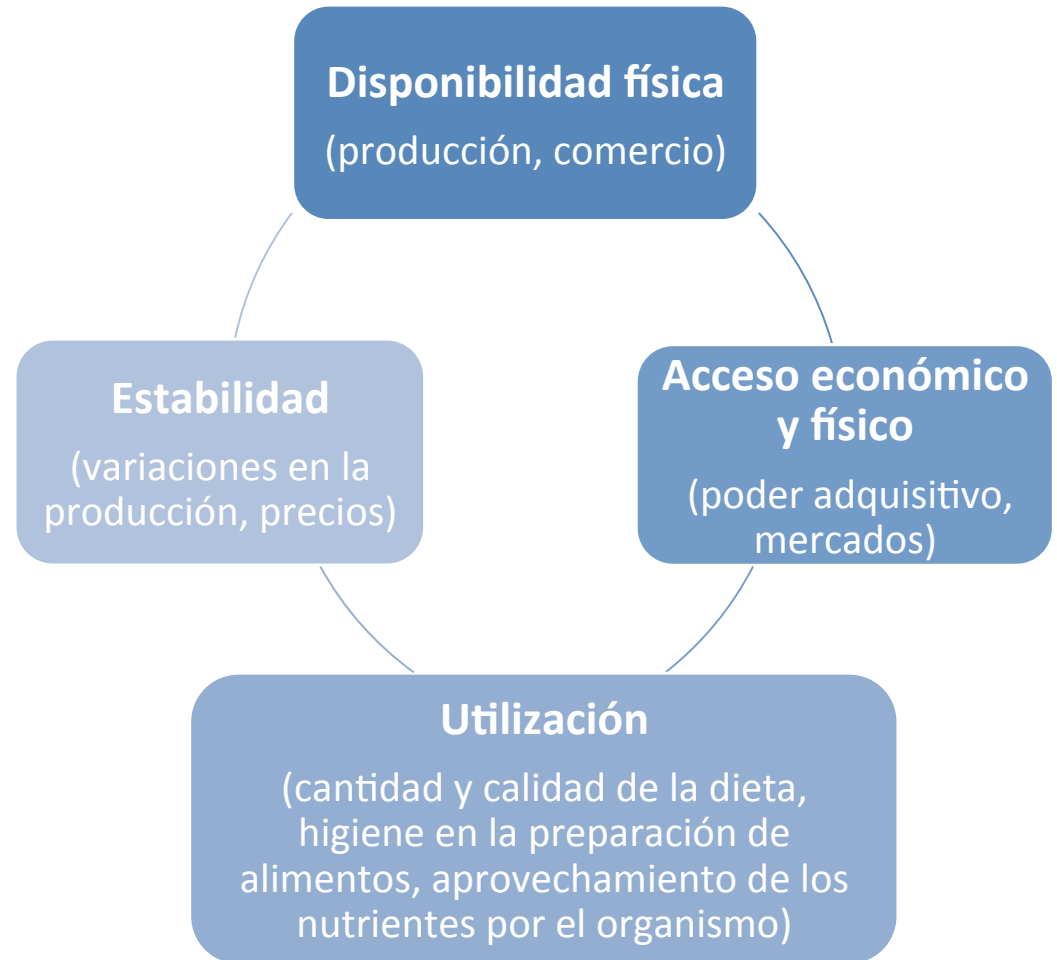 Disponibilidad física
(producción, comercio)
Estabilidad
(variaciones en la
producción, precios)
Acceso económico
y físico
(poder adquisitivo,
mercados)
Utilización
(cantidad y calidad de la dieta,
higiene en la preparación de
alimentos, aprovechamiento de los
nutrientes por el organismo)